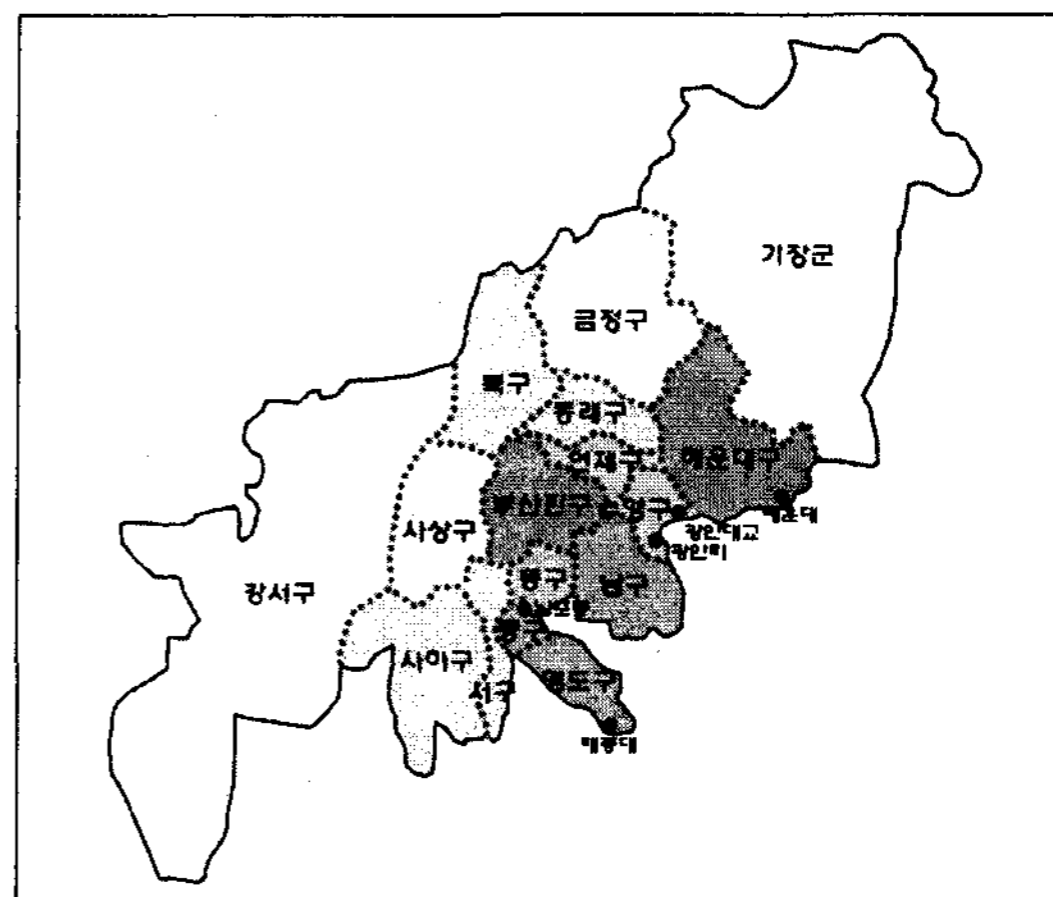 기장군
금정구
북구
동래구
연제구
해운대구
부산진구
수영구
해운대
사상구
광안대교
광안리
강서구
동구
남구
중구
사하구
서구
영도구
태종대